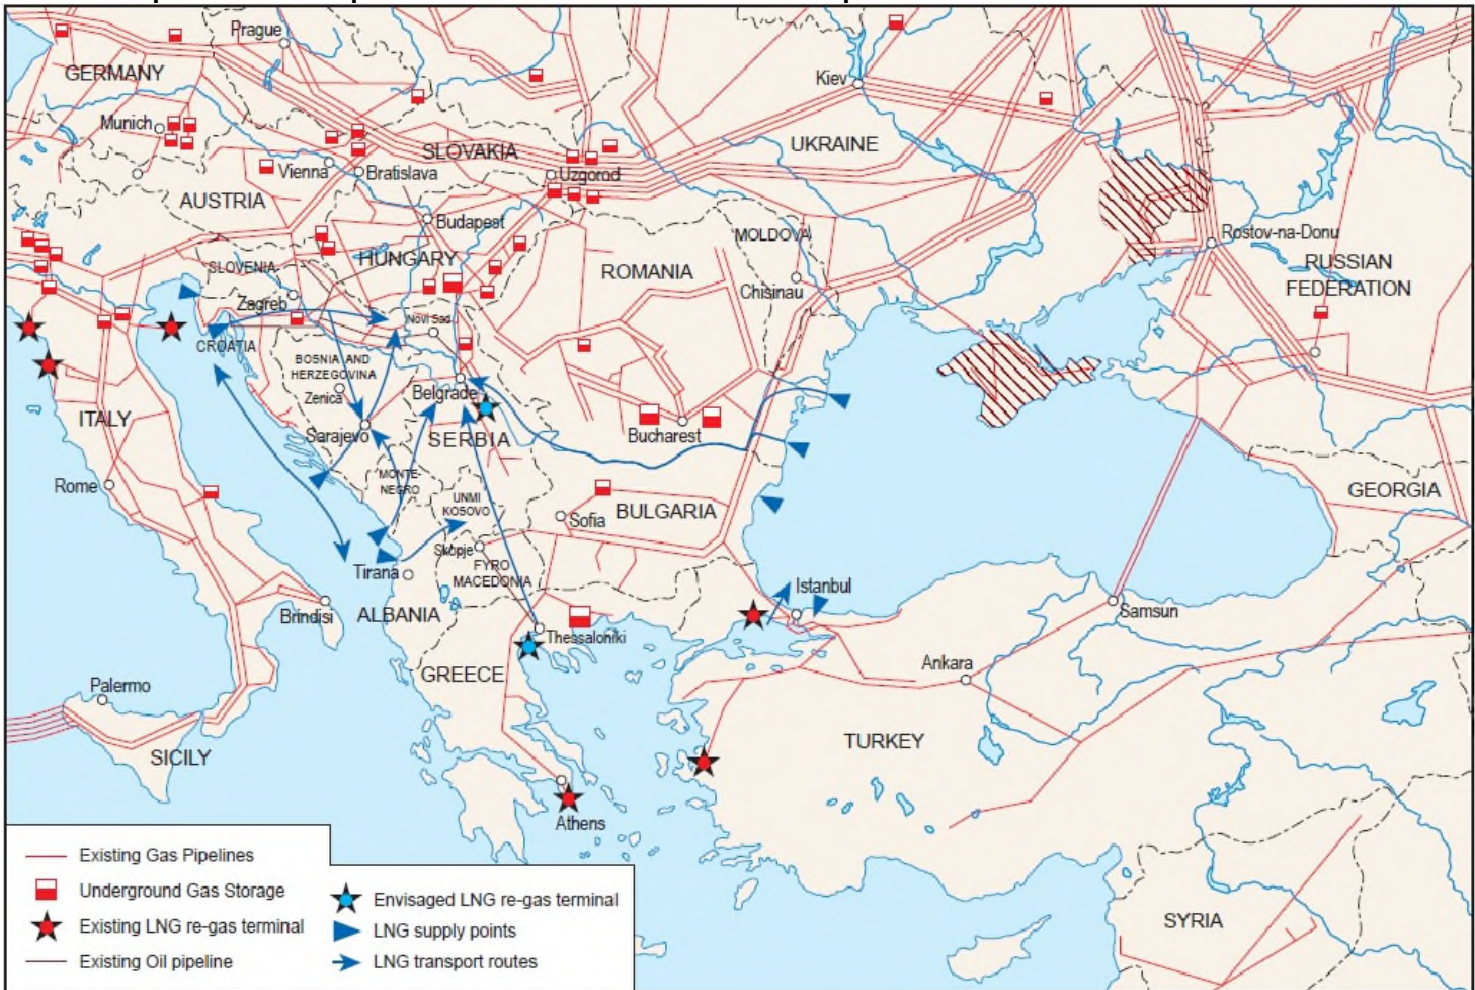 Prague
GERMANY
Kiev
Munich
UKRAINE
SLOVAKIA
Vienna
Bratislava
Uzgorod
AUSTRIA
Budapest
MOLDOVA
Rostov-na-Donu
HUNGARY
SLOVENIA
ROMANIA
RUSSIAN
FEDERATION
Chisinau
Zagreb
Novi Sad
CROATIA
BOSNIA AND
HERZEGOVINA
Zenica
Belgrade
ITALY
Sarajevo
SERBIA
Bucharest
MONTE-
NEGRO
Rome
UNMI
KIOSOVO
GEORGIA
Sofia
BULGARIA
Skopje
FYRO
MACEDONIA
Tirana
Istanbul
Brindisi
ALBANIA
Samsun
Thessaloniki
GREECE
Ankara
Palermo
TURKEY
SICILY
Athens
SYRIA
Existing Gas Pipelines
Underground Gas Storage
Existing LNG re-gas terminal
Existing Oil pipeline
Envisaged LNG re-gas terminal
LNG supply points
LNG transport routes